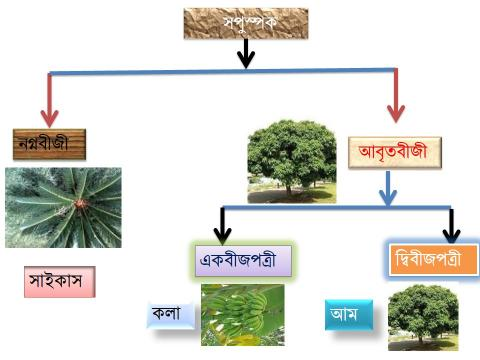 সপুস্পক
নগ্নবীজী
আবৃতবীজী
সাইকাস
একবীজপত্রী
দ্বিবীজপত্রী
কলা
আম